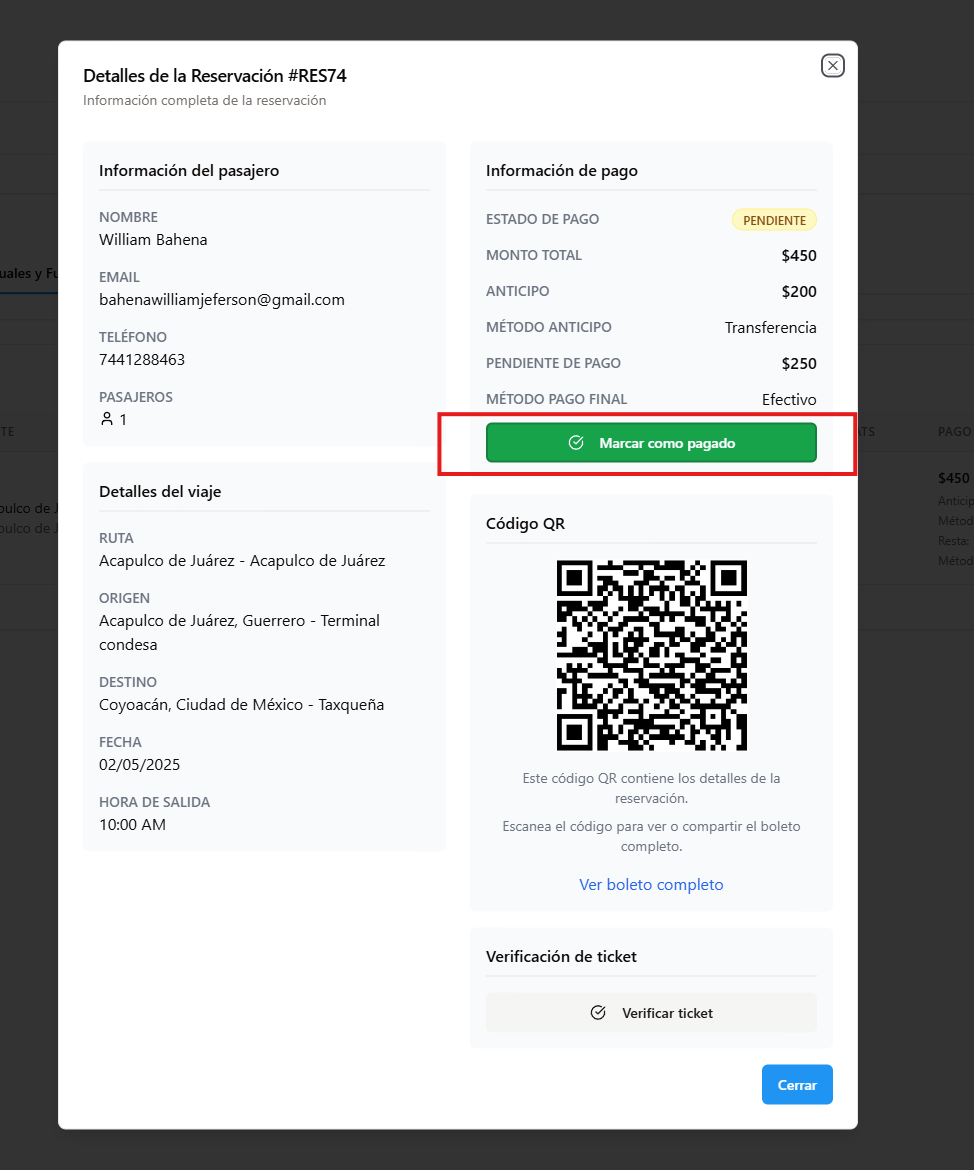 Detalles de la Reservación #RES74
Información completa de la reservación
Información del pasajero
NOMBRE
William Bahena
EMAIL
bahenawilliamjeferson@gmail.com
TELÉFONO
7441288463
PASAJEROS
1
Detalles del viaje
RUTA
Acapulco de Juárez - Acapulco de Juárez
ORIGEN
Acapulco de Juárez, Guerrero - Terminal
condesa
DESTINO
Coyoacán, Ciudad de México - Taxqueña
FECHA
02/05/2025
HORA DE SALIDA
10:00 AM
Información de pago
ESTADO DE PAGO PENDIENTE
MONTO TOTAL $450
ANTICIPO $200
MÉTODO ANTICIPO Transferencia
PENDIENTE DE PAGO $250
MÉTODO PAGO FINAL Efectivo
Marcar como pagado
Código QR
Este código QR contiene los detalles de la
reservación.
Escanea el código para ver o compartir el boleto
completo.
Ver boleto completo
Verificación de ticket
Verificar ticket
Cerrar
uales y Fu
TE
pulco de J
pulco de J
ATS
PAGO
$450
Anticip
Métod
Resta:
Métod